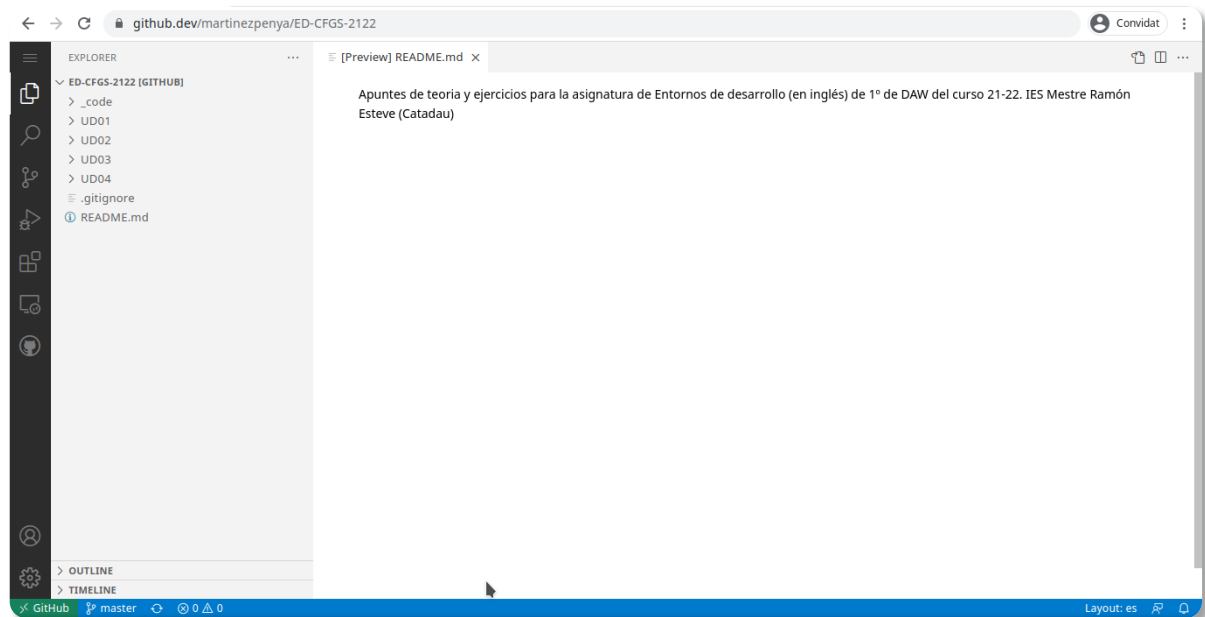 github.dev/martinezpenya/ED-CFGS-2122
Convidat
EXPLORER
[Preview] README.md
ED-CFGS-2122 [GITHUB]
_code
UD01
UD02
UD03
UD04
.gitignore
README.md
Apuntes de teoria y ejercicios para la asignatura de Entornos de desarrollo (en inglés) de 1º de DAW del curso 21-22. IES Mestre Ramón
Esteve (Catadau)
OUTLINE
TIMELINE
GitHub master 0 0 Layout: es